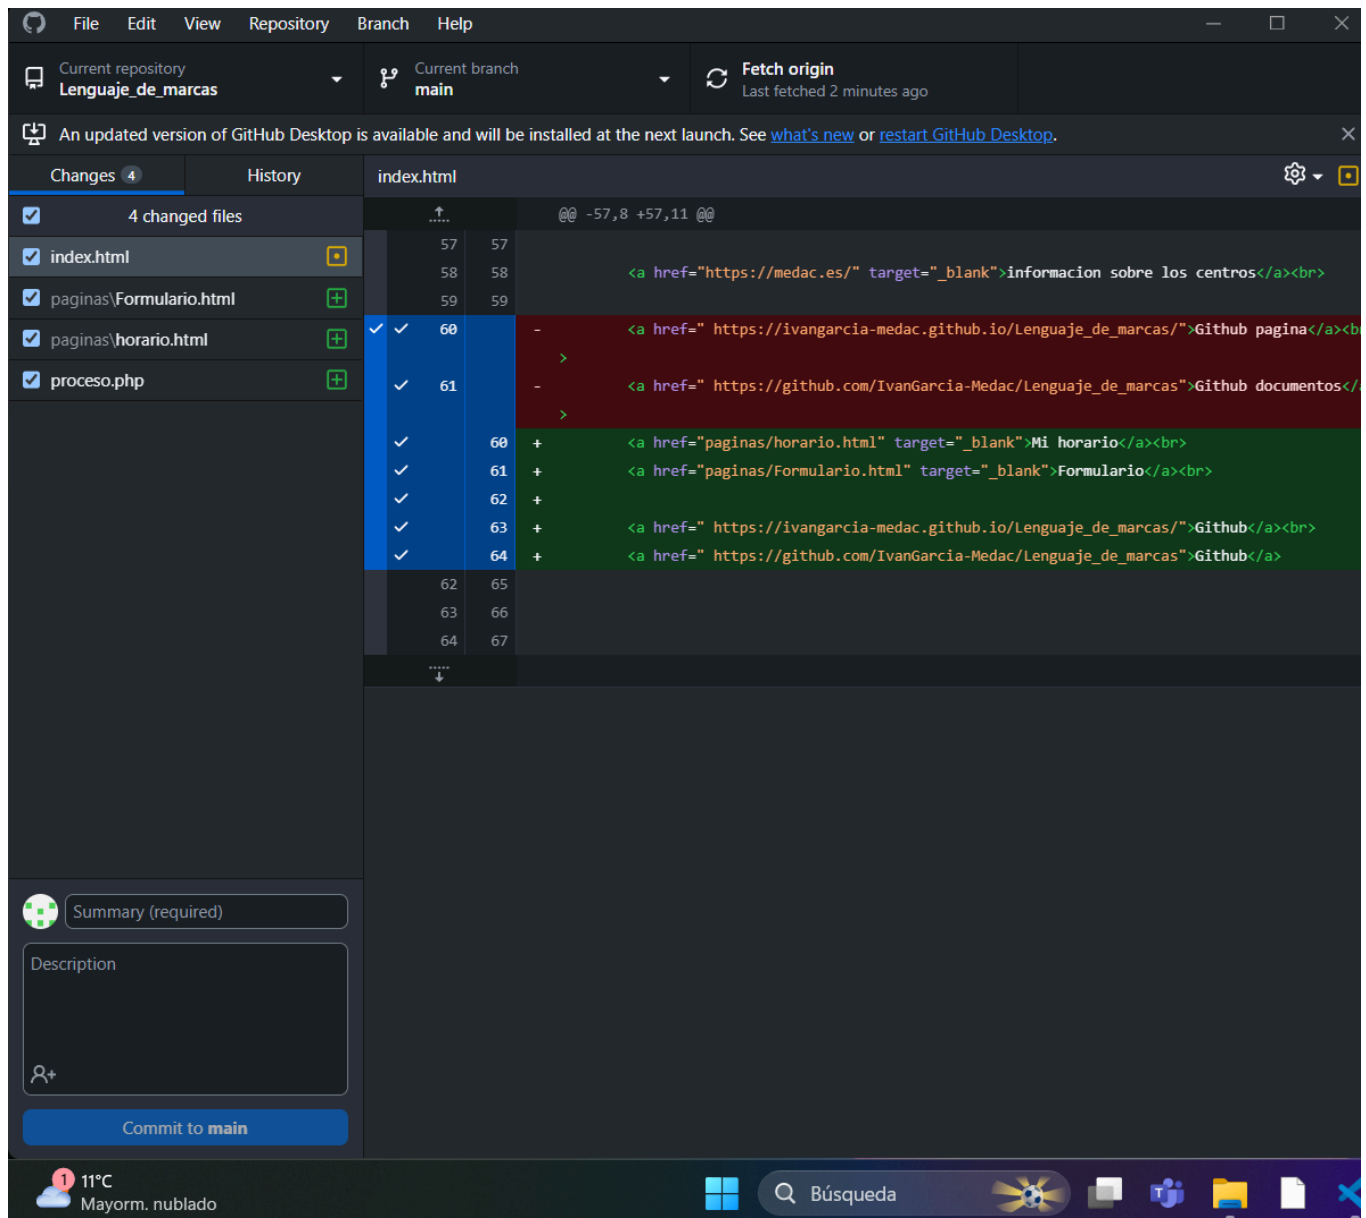 File Edit View Repository Branch Help
Current repository
Lenguaje_de_marcas
Current branch
main
Fetch origin
Last fetched 2 minutes ago
An updated version of GitHub Desktop is available and will be installed at the next launch. See what's new or restart GitHub Desktop.
Changes 4
History
index.html
4 changed files
index.html
paginas\Formulario.html
paginas\horario.html
proceso.php
@@ -57,8 +57,11 @@
57 57
58 58 <a href="https://medac.es/" target="_blank">informacion sobre los centros</a><br>
59 59
60 - <a href=" https://ivangarcia-medac.github.io/Lenguaje_de_marcas/">Github pagina</a><br
>
61 - <a href=" https://github.com/IvanGarcia-Medac/Lenguaje_de_marcas">Github documentos</
>
60 + <a href="paginas/horario.html" target="_blank">Mi horario</a><br>
61 + <a href="paginas/Formulario.html" target="_blank">Formulario</a><br>
62 +
63 + <a href=" https://ivangarcia-medac.github.io/Lenguaje_de_marcas/">Github</a><br>
64 + <a href=" https://github.com/IvanGarcia-Medac/Lenguaje_de_marcas">Github</a>
62 65
63 66
64 67
Summary (required)
Description
Commit to main
1
11°C
Mayorm. nublado
Búsqueda